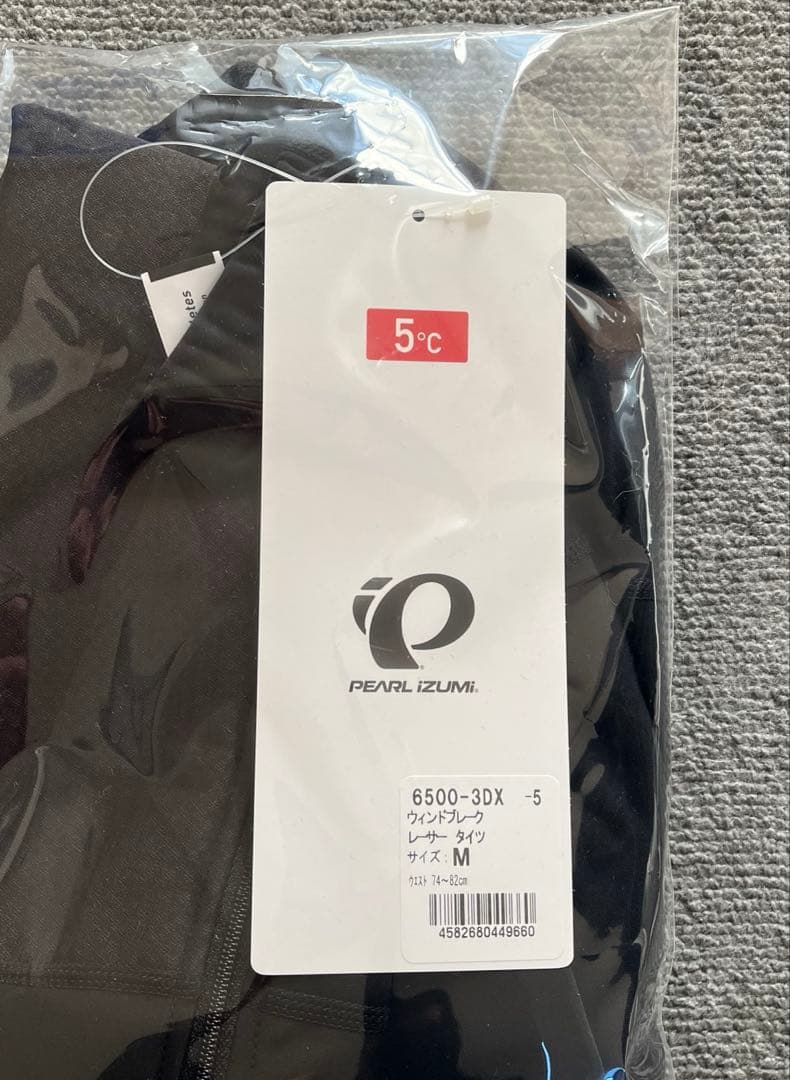 5℃
PEARL iZUMi
6500-3DX -5
ウィンドブレーク
レーサー タイツ
サイズ: M
ウエスト 74〜82cm
4582680449660